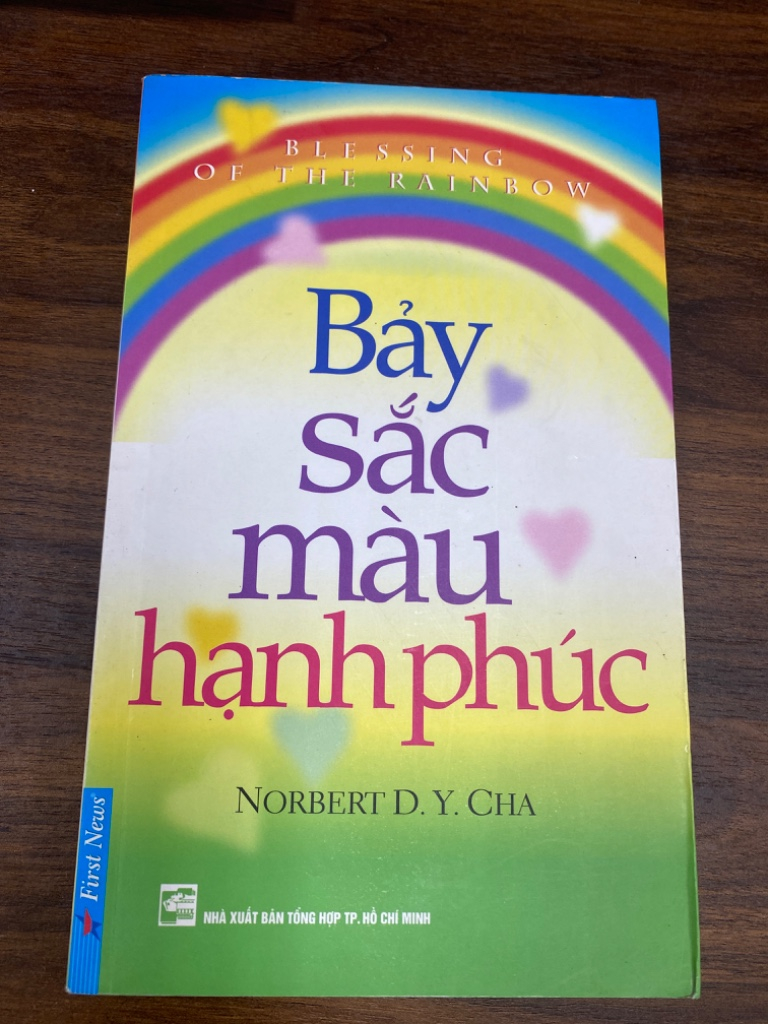 BLESSING
OF THE RAINBOW
Bảy
sắc
màu
hạnh phúc
NORBERT D. Y. CHA
First News®
NHÀ XUẤT BẢN TỔNG HỢP TP. HỒ CHÍ MINH